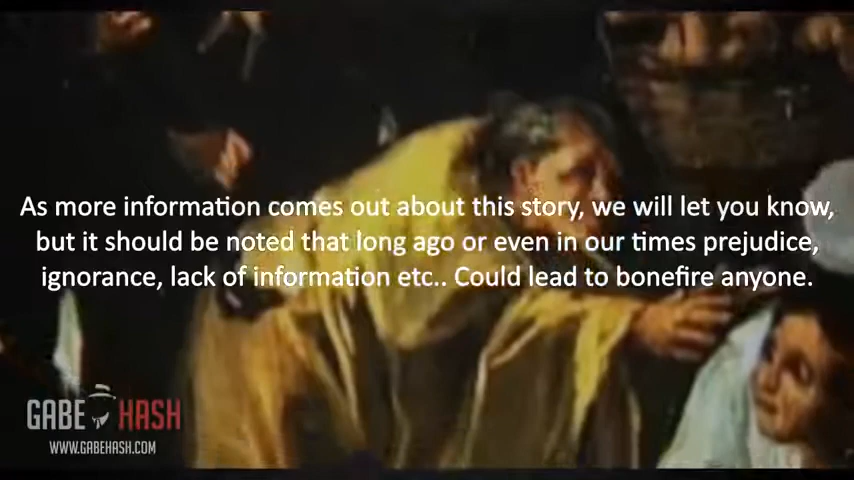 As more information comes out about this story, we will let you know,
but it should be noted that long ago or even in our times prejudice,
ignorance, lack of information etc.. Could lead to bonefire anyone.
GABE HASH
WWW.GABEHASH.COM